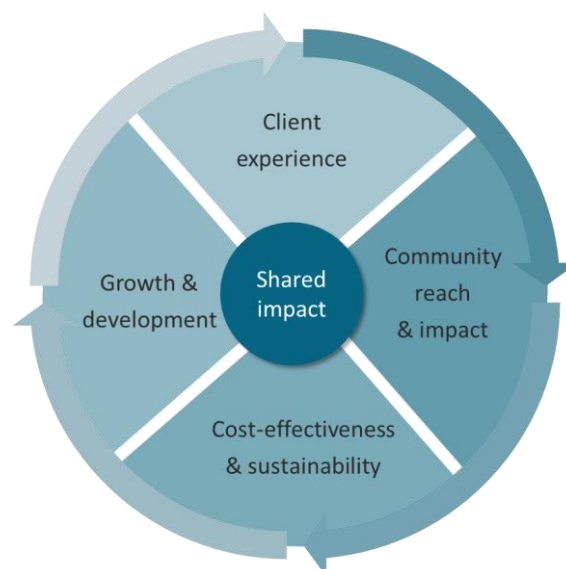 Client
experience
Community
reach
& impact
Shared
impact
Growth &
development
Cost-effectiveness
& sustainability